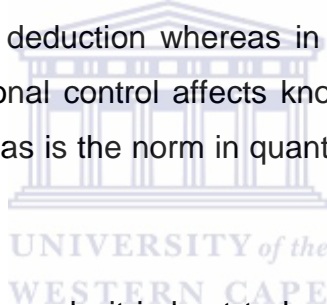 deduction whereas in
onal control affects kno
as is the norm in quant
UNIVERSITY of the
WESTERN CAPE